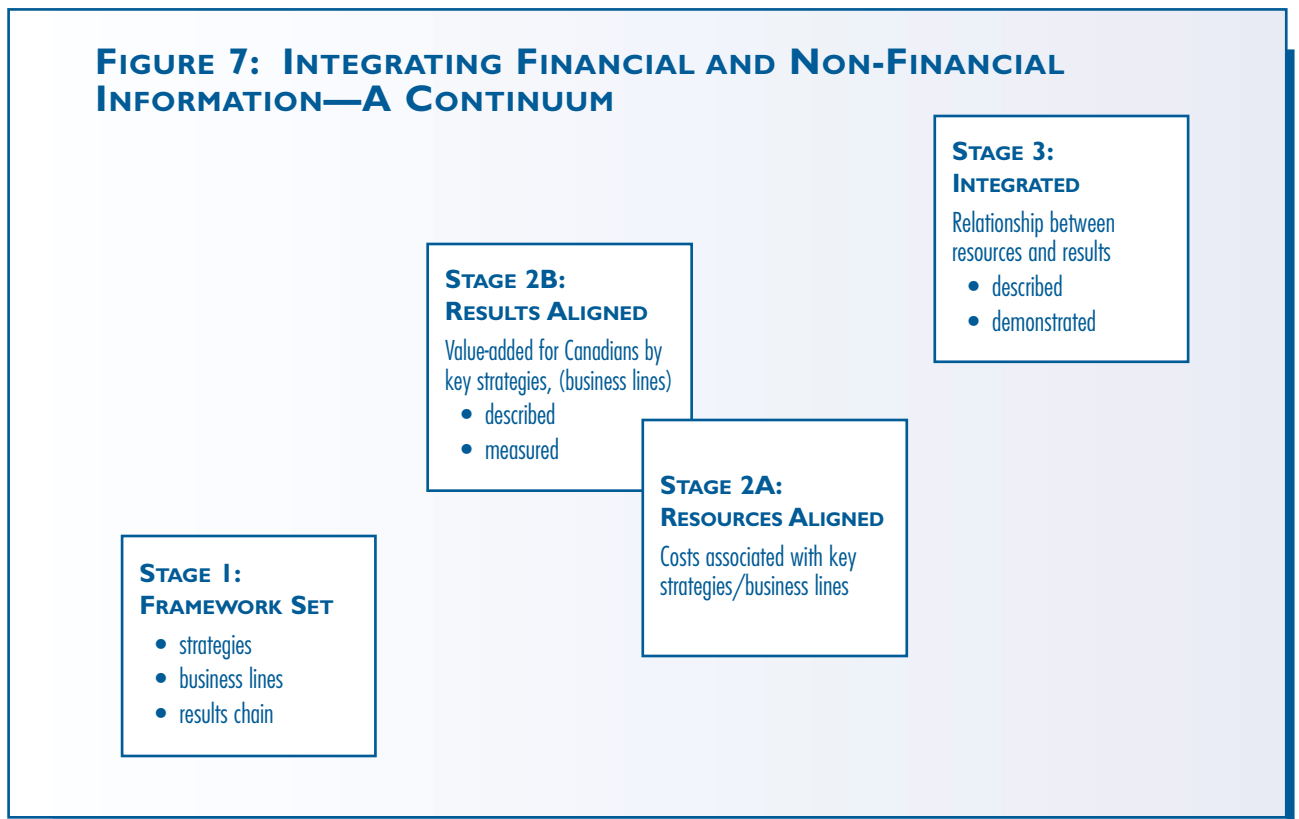 FIGURE 7: INTEGRATING FINANCIAL AND NON-FINANCIAL
INFORMATION—A CONTINUUM
STAGE 3:
INTEGRATED
Relationship between
resources and results
• described
• demonstrated
STAGE 2B:
RESULTS ALIGNED
Value-added for Canadians by
key strategies, (business lines)
• described
• measured
STAGE 2A:
RESOURCES ALIGNED
Costs associated with key
strategies/business lines
STAGE 1:
FRAMEWORK SET
• strategies
• business lines
• results chain